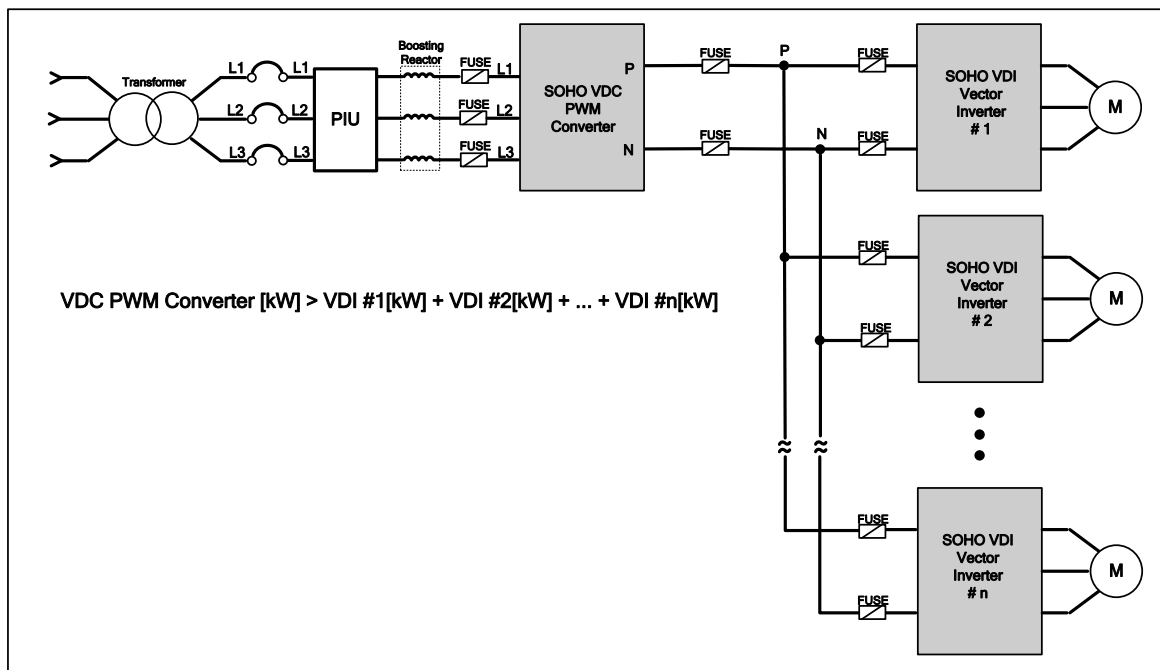 Transformer
L1
L1
L2
L2
L3
L3
PIU
Boosting
Reactor
FUSE
L1
FUSE
L2
FUSE
L3
SOHO VDC
PWM
Converter
P
N
FUSE
FUSE
P
N
FUSE
FUSE
SOHO VDI
Vector
Inverter
# 1
M
FUSE
FUSE
SOHO VDI
Vector
Inverter
# 2
M
VDC PWM Converter [kW] > VDI #1[kW] + VDI #2[kW] + ... + VDI #n[kW]
FUSE
FUSE
SOHO VDI
Vector
Inverter
# n
M